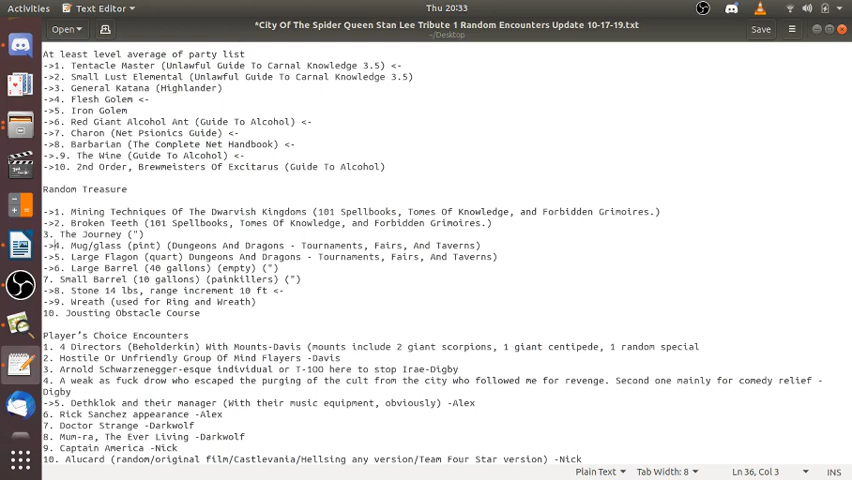 Activities
Text Editor
Thu 20:33
Open
*City Of The Spider Queen Stan Lee Tribute 1 Random Encounters Update 10-17-19.txt
~/Desktop
Save
At least level average of party list
->1. Tentacle Master (Unlawful Guide To Carnal Knowledge 3.5) <-
->2. Small Lust Elemental (Unlawful Guide To Carnal Knowledge 3.5)
->3. General Katana (Highlander)
->4. Flesh Golem <-
->5. Iron Golem
->6. Red Giant Alcohol Ant (Guide To Alcohol) <-
->7. Charon (Net Psionics Guide) <-
->8. Barbarian (The Complete Net Handbook) <-
->.9. The Wine (Guide To Alcohol) <-
->10. 2nd Order, Brewmeisters Of Excitarus (Guide To Alcohol)
Random Treasure
->1. Mining Techniques Of The Dwarvish Kingdoms (101 Spellbooks, Tomes Of Knowledge, and Forbidden Grimoires.)
->2. Broken Teeth (101 Spellbooks, Tomes Of Knowledge, and Forbidden Grimoires.)
3. The Journey (")
->4. Mug/glass (pint) (Dungeons And Dragons - Tournaments, Fairs, And Taverns)
->5. Large Flagon (quart) Dungeons And Dragons - Tournaments, Fairs, And Taverns)
->6. Large Barrel (40 gallons) (empty) (")
7. Small Barrel (10 gallons) (painkillers) (")
->8. Stone 14 lbs, range increment 10 ft <-
->9. Wreath (used for Ring and Wreath)
10. Jousting Obstacle Course
Player's Choice Encounters
1. 4 Directors (Beholderkin) With Mounts-Davis (mounts include 2 giant scorpions, 1 giant centipede, 1 random special
2. Hostile Or Unfriendly Group Of Mind Flayers -Davis
3. Arnold Schwarzenegger-esque individual or T-100 here to stop Irae-Digby
4. A weak as fuck drow who escaped the purging of the cult from the city who followed me for revenge. Second one mainly for comedy relief -
Digby
->5. Dethklok and their manager (With their music equipment, obviously) -Alex
6. Rick Sanchez appearance -Alex
7. Doctor Strange -Darkwolf
8. Mum-ra, The Ever Living -Darkwolf
9. Captain America -Nick
10. Alucard (random/original film/Castlevania/Hellsing any version/Team Four Star version) -Nick
Plain Text
Tab Width: 8
Ln 36, Col 3
INS